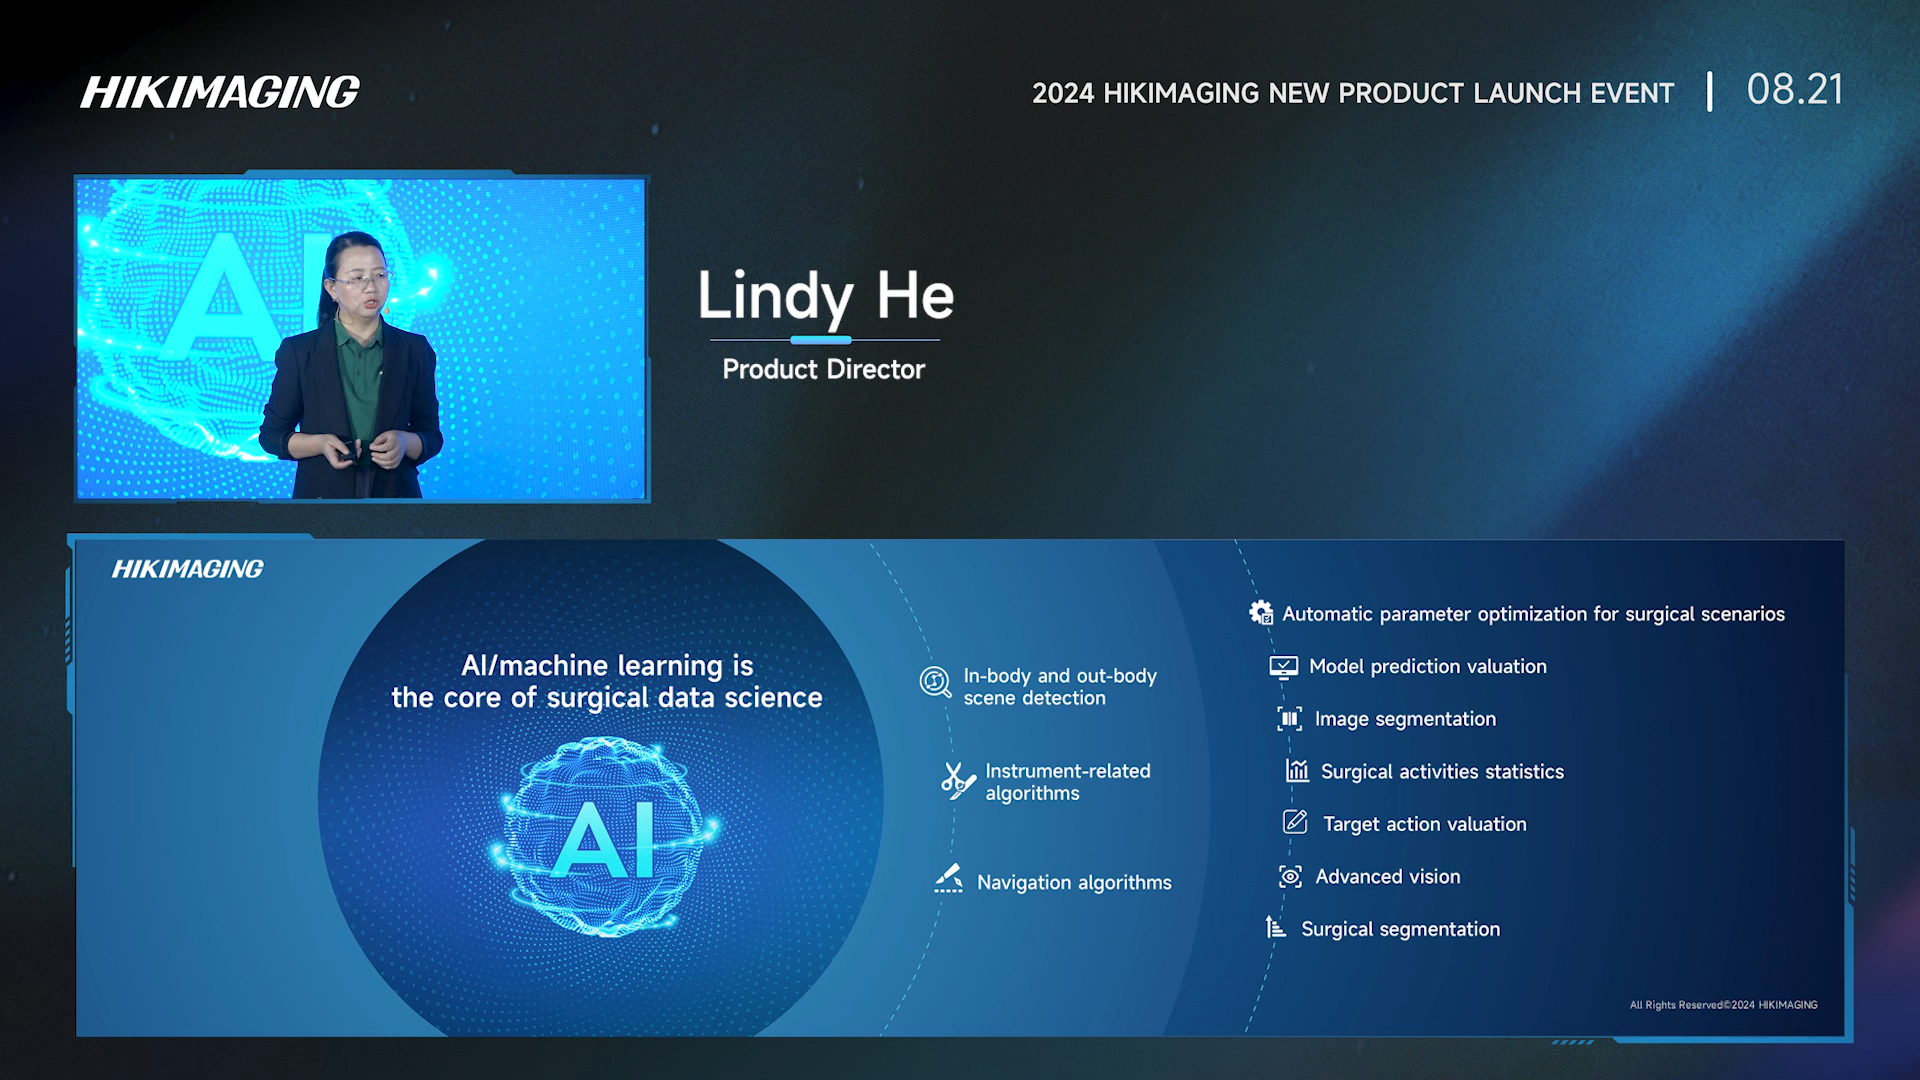 HIKIMAGING
2024 HIKIMAGING NEW PRODUCT LAUNCH EVENT | 08.21
AI
Lindy He
Product Director
HIKIMAGING
AI/machine learning is
the core of surgical data science
AI
In-body and out-body
scene detection
Instrument-related
algorithms
Navigation algorithms
Automatic parameter optimization for surgical scenarios
Model prediction valuation
Image segmentation
Surgical activities statistics
Target action valuation
Advanced vision
Surgical segmentation
All Rights Reserved©2024 HIKIMAGING